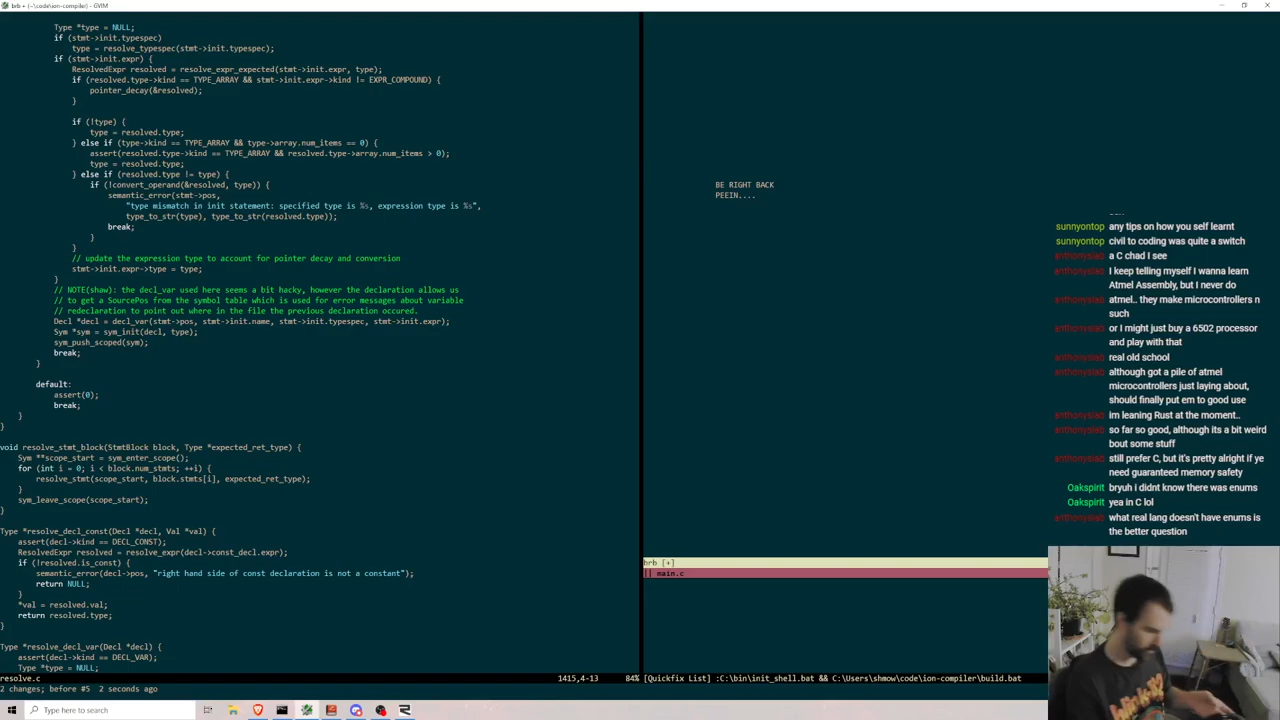 brb + (~\code\ion-compiler) - GVIM
Type *type = NULL;
if (stmt->init.typespec)
type = resolve_typespec(stmt->init.typespec);
if (stmt->init.expr) {
ResolvedExpr resolved = resolve_expr_expected(stmt->init.expr, type);
if (resolved.type->kind == TYPE_ARRAY && stmt->init.expr->kind != EXPR_COMPOUND) {
pointer_decay(&resolved);
}
if (!type) {
type = resolved.type;
} else if (type->kind == TYPE_ARRAY && type->array.num_items == 0) {
assert(resolved.type->kind == TYPE_ARRAY && resolved.type->array.num_items > 0);
type = resolved.type;
} else if (resolved.type != type) {
if (!convert_operand(&resolved, type)) {
semantic_error(stmt->pos,
"type mismatch in init statement: specified type is %s, expression type is %s",
type_to_str(type), type_to_str(resolved.type));
break;
}
}
// update the expression type to account for pointer decay and conversion
stmt->init.expr->type = type;
}
// NOTE(shaw): the decl_var used here seems a bit hacky, however the declaration allows us
// to get a SourcePos from the symbol table which is used for error messages about variable
// redeclaration to point out where in the file the previous declaration occured.
Decl *decl = decl_var(stmt->pos, stmt->init.name, stmt->init.typespec, stmt->init.expr);
Sym *sym = sym_init(decl, type);
sym_push_scoped(sym);
break;
}
default:
assert(0);
break;
}
}
void resolve_stmt_block(StmtBlock block, Type *expected_ret_type) {
Sym **scope_start = sym_enter_scope();
for (int i = 0; i < block.num_stmts; ++i) {
resolve_stmt(scope_start, block.stmts[i], expected_ret_type);
}
sym_leave_scope(scope_start);
}
Type *resolve_decl_const(Decl *decl, Val *val) {
assert(decl->kind == DECL_CONST);
ResolvedExpr resolved = resolve_expr(decl->const_decl.expr);
if (!resolved.is_const) {
semantic_error(decl->pos, "right hand side of const declaration is not a constant");
return NULL;
}
*val = resolved.val;
return resolved.type;
}
Type *resolve_decl_var(Decl *decl) {
assert(decl->kind == DECL_VAR);
Type *type = NULL;
resolve.c 1415,4-13 84%
2 changes; before #5 2 seconds ago
BE RIGHT BACK
PEEIN....
brb [+]
|| main.c
[Quickfix List] :C:\bin\init_shell.bat && C:\Users\shmow\code\ion-compiler\build.bat
sunnyontop any tips on how you self learnt
sunnyontop civil to coding was quite a switch
anthonyslab a C chad I see
anthonyslab I keep telling myself I wanna learn
Atmel Assembly, but I never do
anthonyslab atmel.. they make microcontrollers n
such
anthonyslab or I might just buy a 6502 processor
and play with that
anthonyslab real old school
anthonyslab although got a pile of atmel
microcontrollers just laying about,
should finally put em to good use
anthonyslab im leaning Rust at the moment..
anthonyslab so far so good, although its a bit weird
bout some stuff
anthonyslab still prefer C, but it's pretty alright if ye
need guaranteed memory safety
Oakspirit bryuh i didnt know there was enums
Oakspirit yea in C lol
anthonyslab what real lang doesn't have enums is
the better question
Type here to search